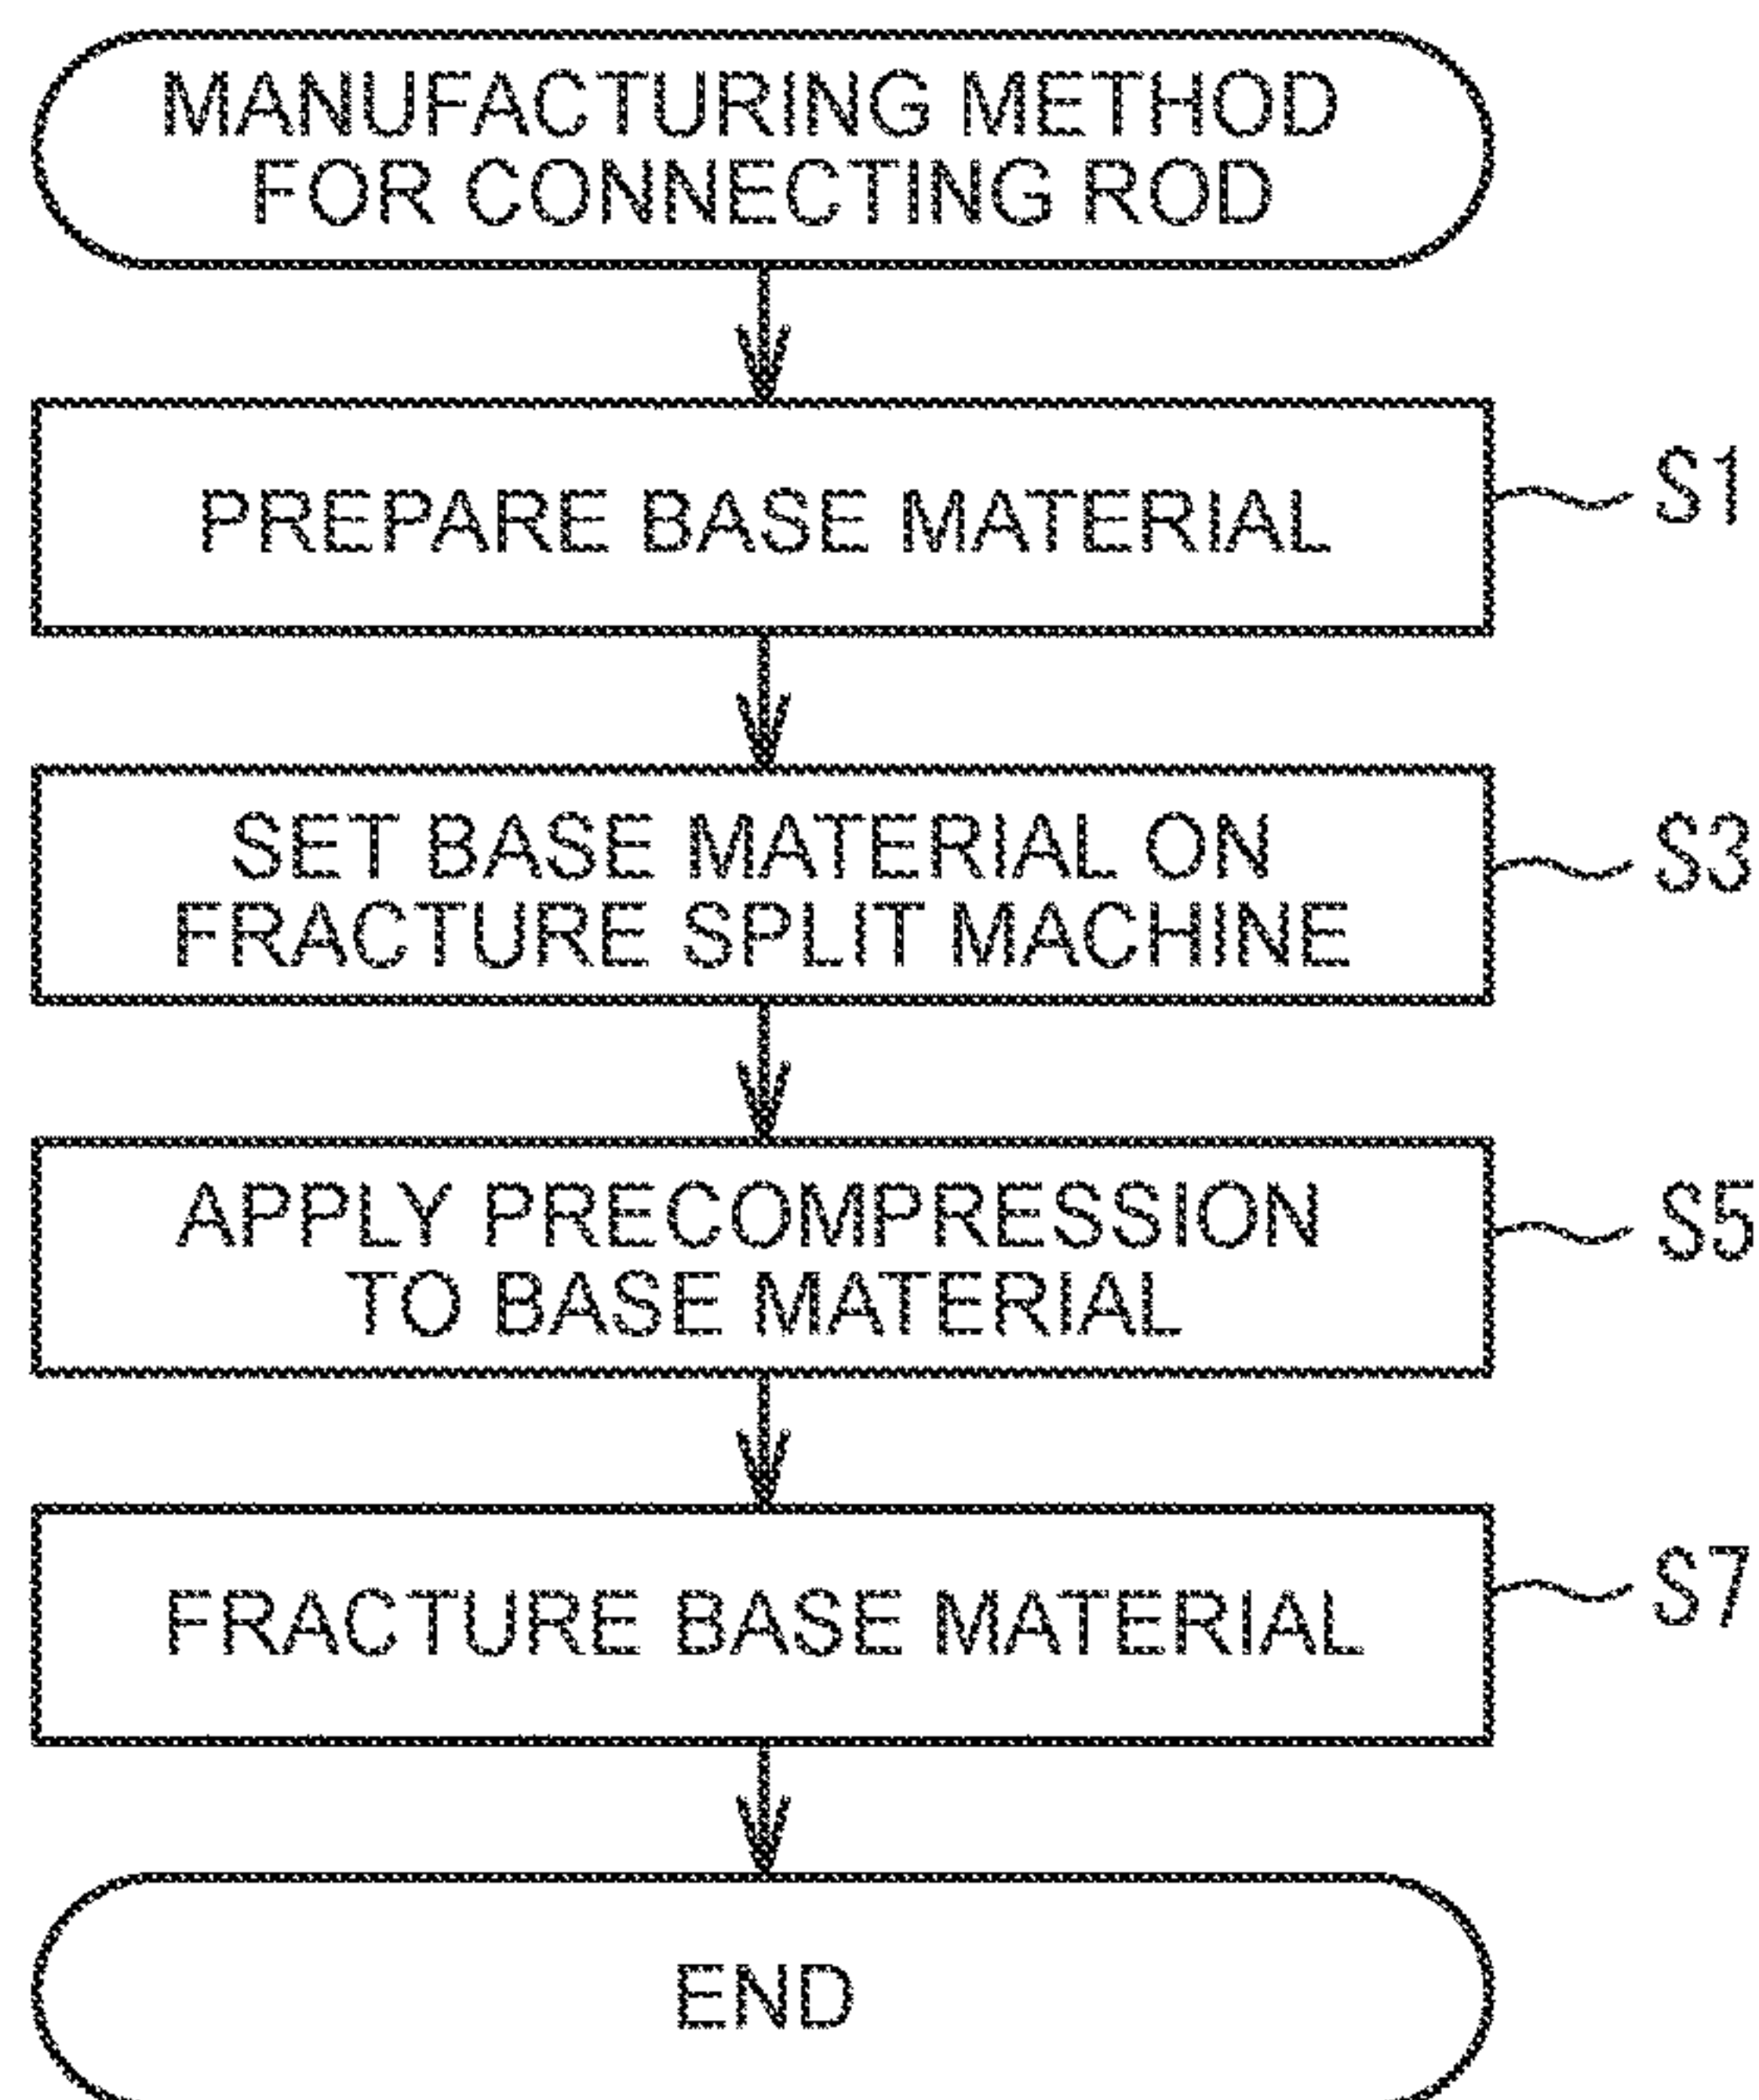 MANUFACTURING METHOD
FOR CONNECTING ROD
PREPARE BASE MATERIAL
S1
SET BASE MATERIAL ON
FRACTURE SPLIT MACHINE
S3
APPLY PRECOMPRESSION
TO BASE MATERIAL
S5
FRACTURE BASE MATERIAL
S7
END